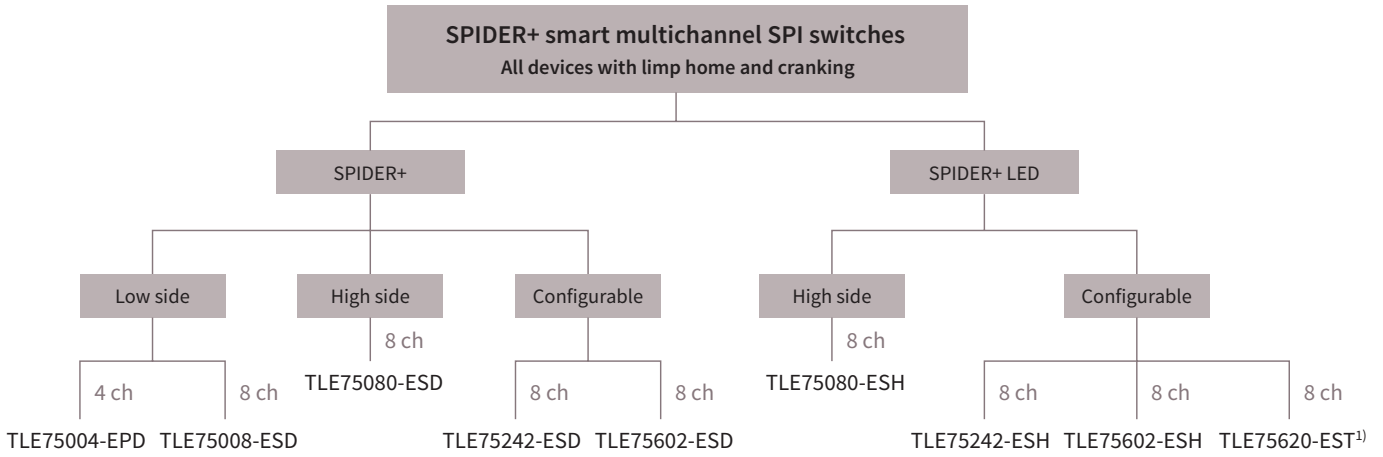 SPIDER+ smart multichannel SPI switches
All devices with limp home and cranking
SPIDER+
SPIDER+ LED
Low side
High side
Configurable
High side
Configurable
8 ch
8 ch
TLE75080-ESD
TLE75080-ESH
4 ch
8 ch
8 ch
8 ch
8 ch
8 ch
8 ch
TLE75004-EPD
TLE75008-ESD
TLE75242-ESD
TLE75602-ESD
TLE75242-ESH
TLE75602-ESH
TLE75620-EST1)